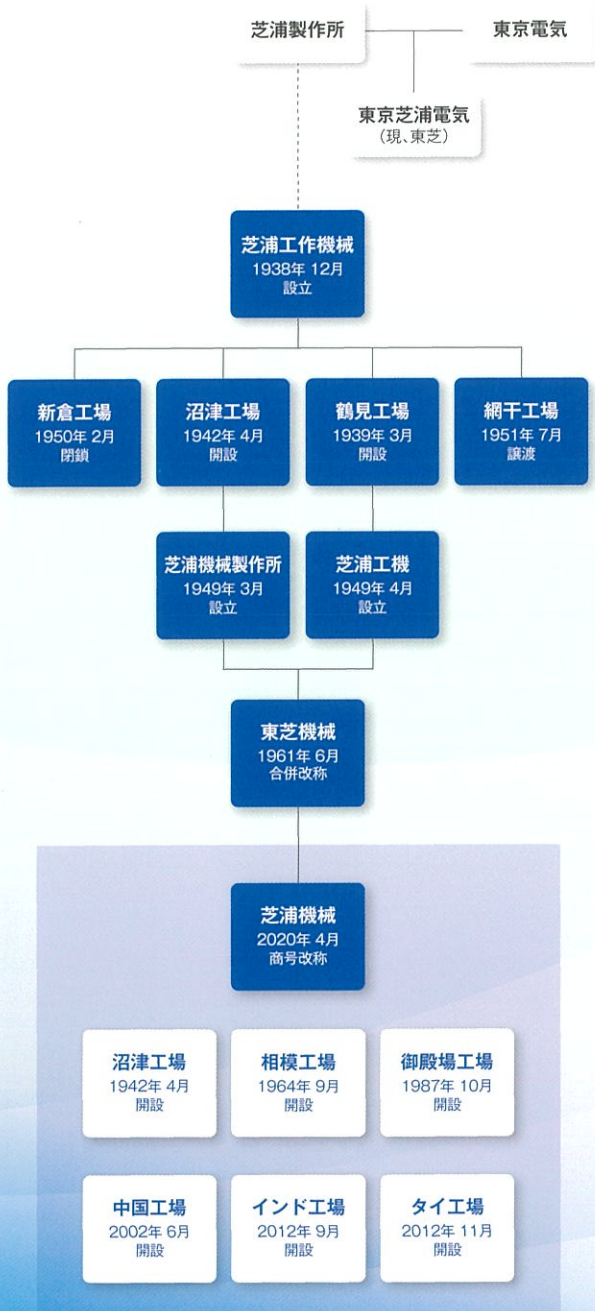 芝浦製作所
東京電気
東京芝浦電気
(現、東芝)
芝浦工作機械
1938年 12月
設立
新倉工場
1950年 2月
閉鎖
沼津工場
1942年 4月
開設
鶴見工場
1939年 3月
開設
網干工場
1951年 7月
譲渡
芝浦機械製作所
1949年 3月
設立
芝浦工機
1949年 4月
設立
東芝機械
1961年 6月
合併改称
芝浦機械
2020年 4月
商号改称
沼津工場
1942年 4月
開設
相模工場
1964年 9月
開設
御殿場工場
1987年 10月
開設
中国工場
2002年 6月
開設
インド工場
2012年 9月
開設
タイ工場
2012年 11月
開設